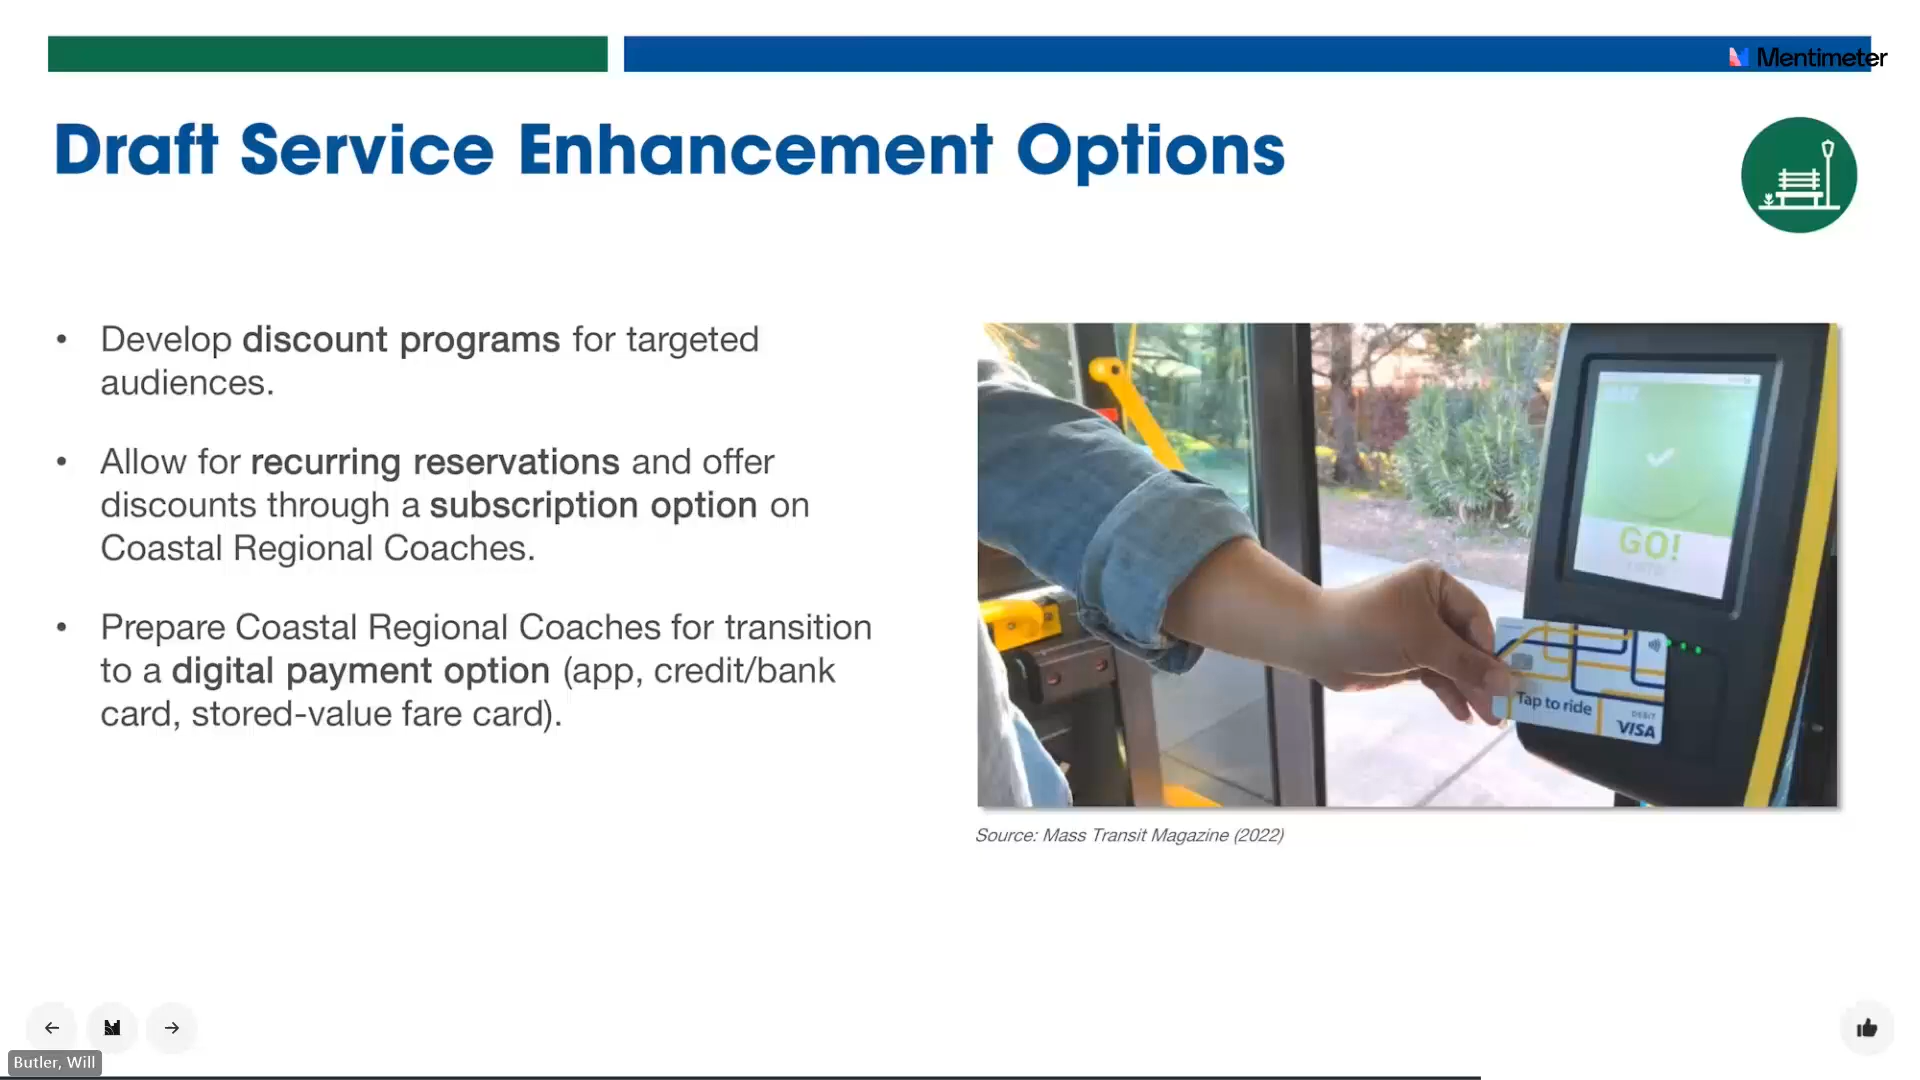 Mentimeter
Draft Service Enhancement Options
• Develop discount programs for targeted
audiences.
• Allow for recurring reservations and offer
discounts through a subscription option on
Coastal Regional Coaches.
• Prepare Coastal Regional Coaches for transition
to a digital payment option (app, credit/bank
card, stored-value fare card).
GO!
Tap to ride
DEBIT
VISA
Source: Mass Transit Magazine (2022)
Butler, Will